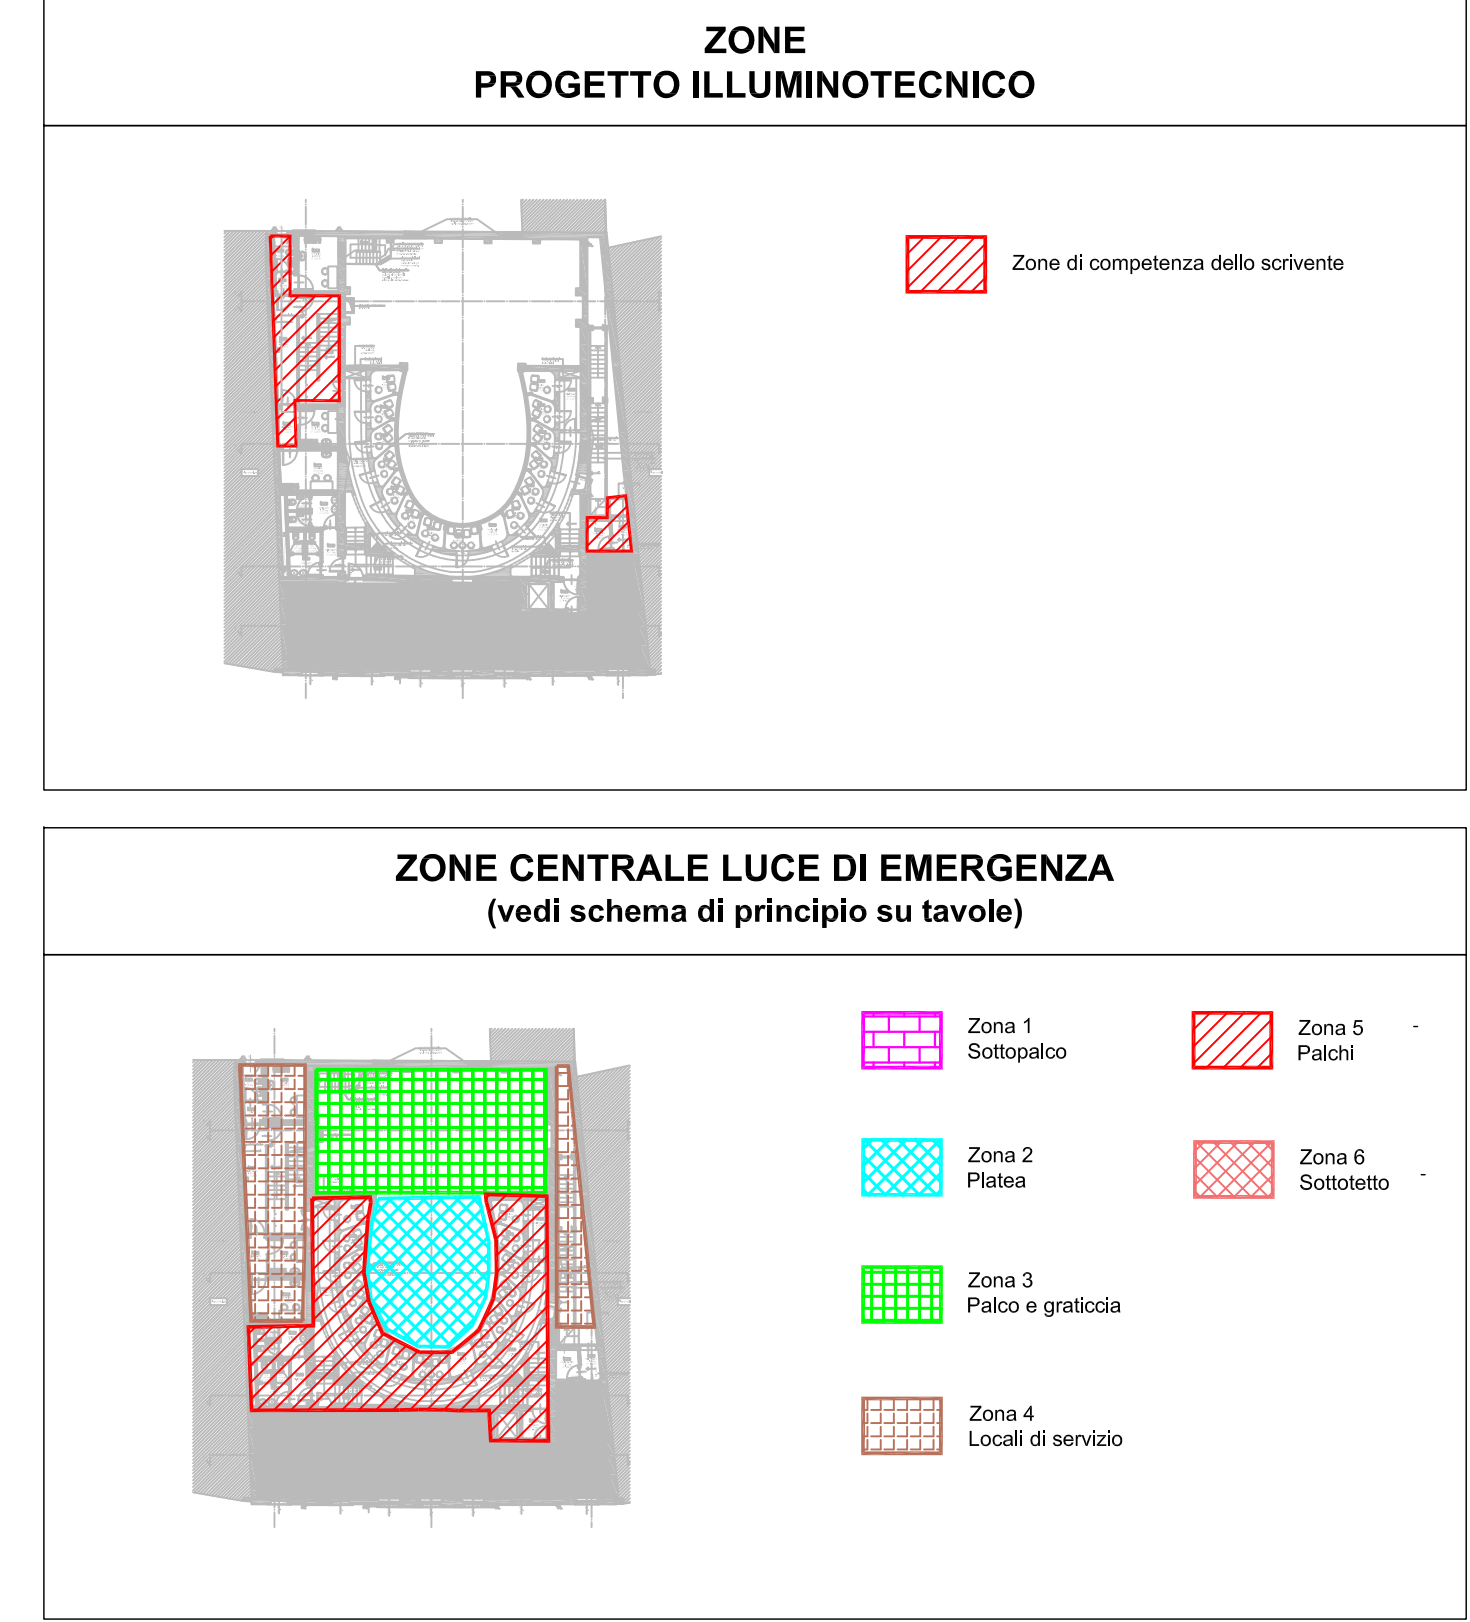 ZONE
PROGETTO ILLUMINOTECNICO
Zone di competenza dello scrivente
ZONE CENTRALE LUCE DI EMERGENZA
(vedi schema di principio su tavole)
Zona 1
Sottopalco
Zona 5 -
Palchi
Zona 2
Platea
Zona 6
Sottotetto -
Zona 3
Palco e graticcia
Zona 4
Locali di servizio